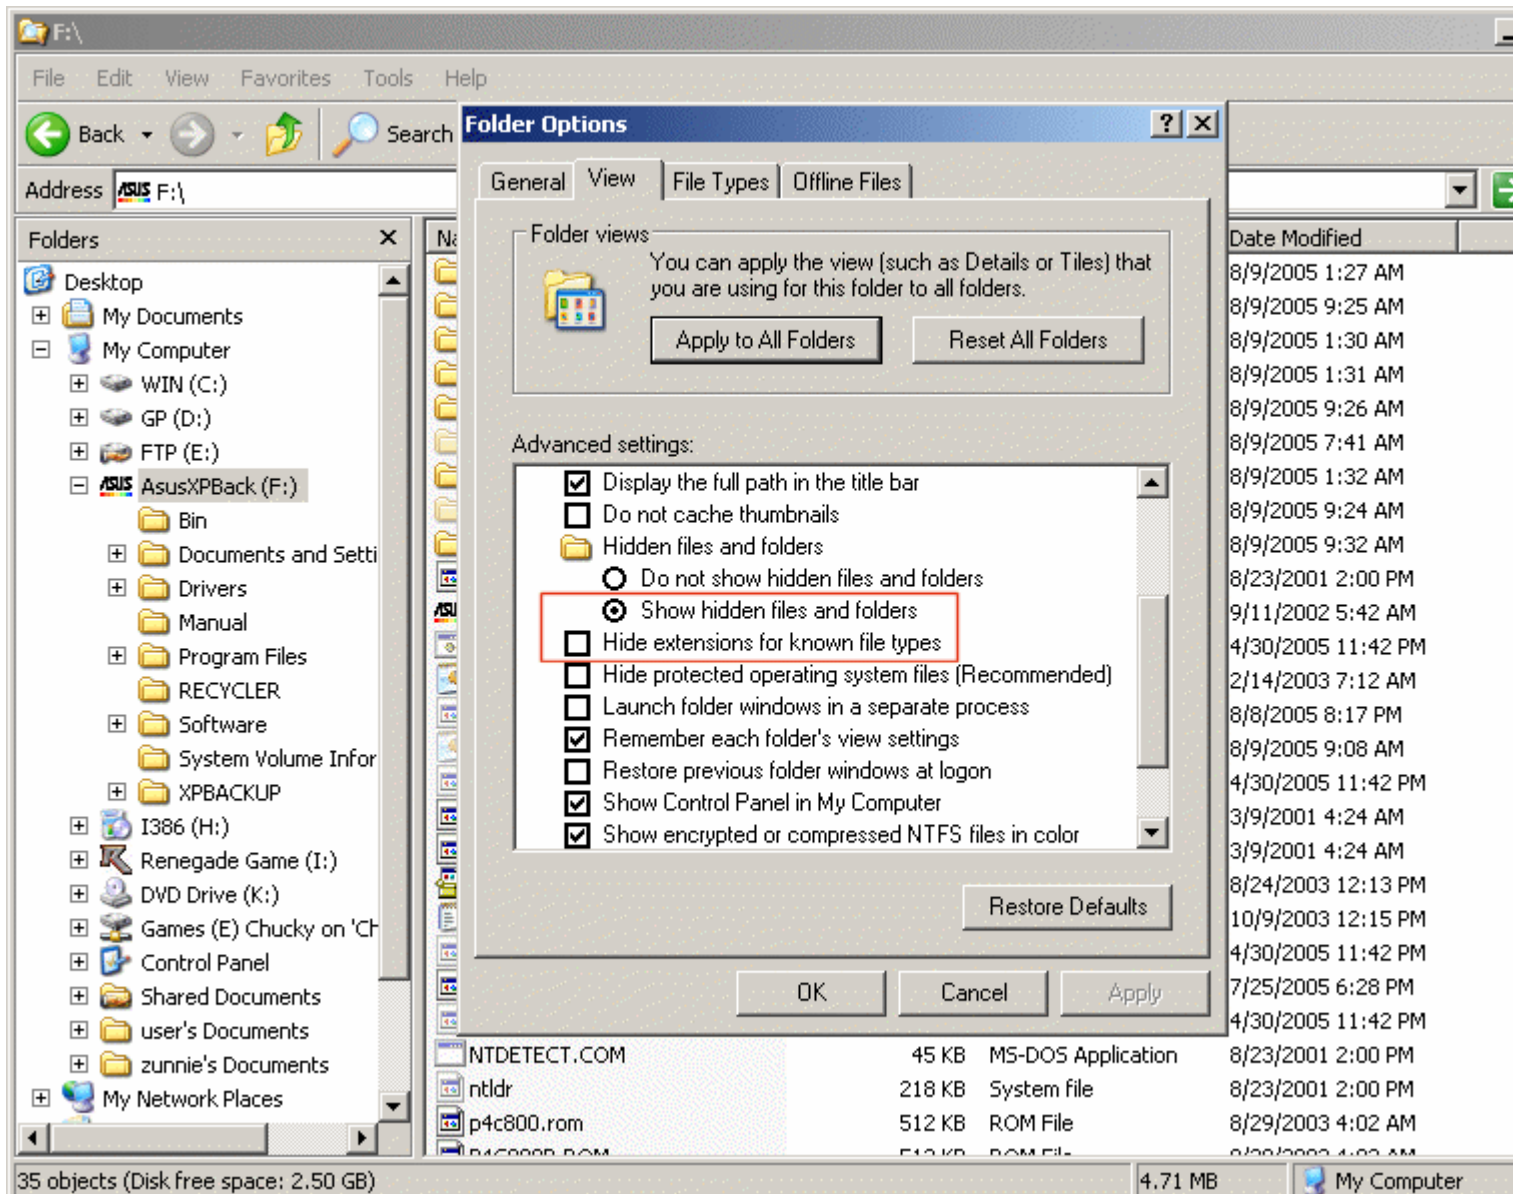 F:\
File Edit View Favorites Tools Help
Back Search
Address ASUS F:\
Folders
Desktop
My Documents
My Computer
WIN (C:)
GP (D:)
FTP (E:)
ASUS AsusXPBack (F:)
Bin
Documents and Setti
Drivers
Manual
Program Files
RECYCLER
Software
System Volume Infor
XPBACKUP
I386 (H:)
Renegade Game (I:)
DVD Drive (K:)
Games (E) Chucky on 'Ch
Control Panel
Shared Documents
user's Documents
zunnie's Documents
My Network Places
Folder Options
General View File Types Offline Files
Folder views
You can apply the view (such as Details or Tiles) that
you are using for this folder to all folders.
Apply to All Folders Reset All Folders
Advanced settings:
Display the full path in the title bar
Do not cache thumbnails
Hidden files and folders
Do not show hidden files and folders
Show hidden files and folders
Hide extensions for known file types
Hide protected operating system files (Recommended)
Launch folder windows in a separate process
Remember each folder's view settings
Restore previous folder windows at logon
Show Control Panel in My Computer
Show encrypted or compressed NTFS files in color
Restore Defaults
OK Cancel Apply
Date Modified
8/9/2005 1:27 AM
8/9/2005 9:25 AM
8/9/2005 1:30 AM
8/9/2005 1:31 AM
8/9/2005 9:26 AM
8/9/2005 7:41 AM
8/9/2005 1:32 AM
8/9/2005 9:24 AM
8/9/2005 9:32 AM
8/23/2001 2:00 PM
9/11/2002 5:42 AM
4/30/2005 11:42 PM
2/14/2003 7:12 AM
8/8/2005 8:17 PM
8/9/2005 9:08 AM
4/30/2005 11:42 PM
3/9/2001 4:24 AM
3/9/2001 4:24 AM
8/24/2003 12:13 PM
10/9/2003 12:15 PM
4/30/2005 11:42 PM
7/25/2005 6:28 PM
4/30/2005 11:42 PM
NTDETECT.COM 45 KB MS-DOS Application 8/23/2001 2:00 PM
ntldr 218 KB System file 8/23/2001 2:00 PM
p4c800.rom 512 KB ROM File 8/29/2003 4:02 AM
35 objects (Disk free space: 2.50 GB) 4.71 MB My Computer